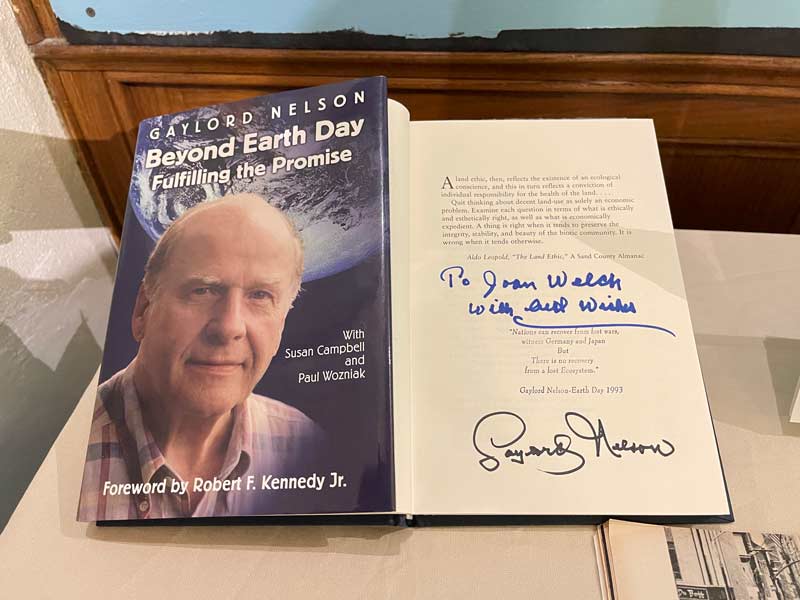 GAYLORD NELSON
Beyond Earth Day
Fulfilling the Promise
With
Susan Campbell
and
Paul Wozniak
Foreword by Robert F. Kennedy Jr.
A land ethic, then, reflects the existence of an ecological
conscience, and this in turn reflects a conviction of
individual responsibility for the health of the land. . . .
Quit thinking about decent land-use as solely an economic
problem. Examine each question in terms of what is ethically
and esthetically right, as well as what is economically
expedient. A thing is right when it tends to preserve the
integrity, stability, and beauty of the biotic community. It is
wrong when it tends otherwise.
Aldo Leopold, "The Land Ethic," A Sand County Almanac
To Joan Welch
With best Wishes
"Nations can recover from lost wars,
witness Germany and Japan
But
There is no recovery
from a lost Ecosystem."
Gaylord Nelson-Earth Day 1993
Gaylord Nelson